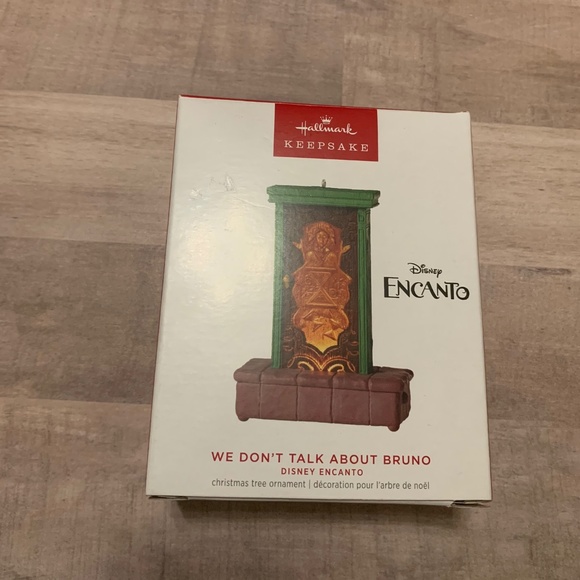 Hallmark
KEEPSAKE
Disney
ENCANTO
WE DON'T TALK ABOUT BRUNO
DISNEY ENCANTO
christmas tree ornament | décoration pour l'arbre de noël